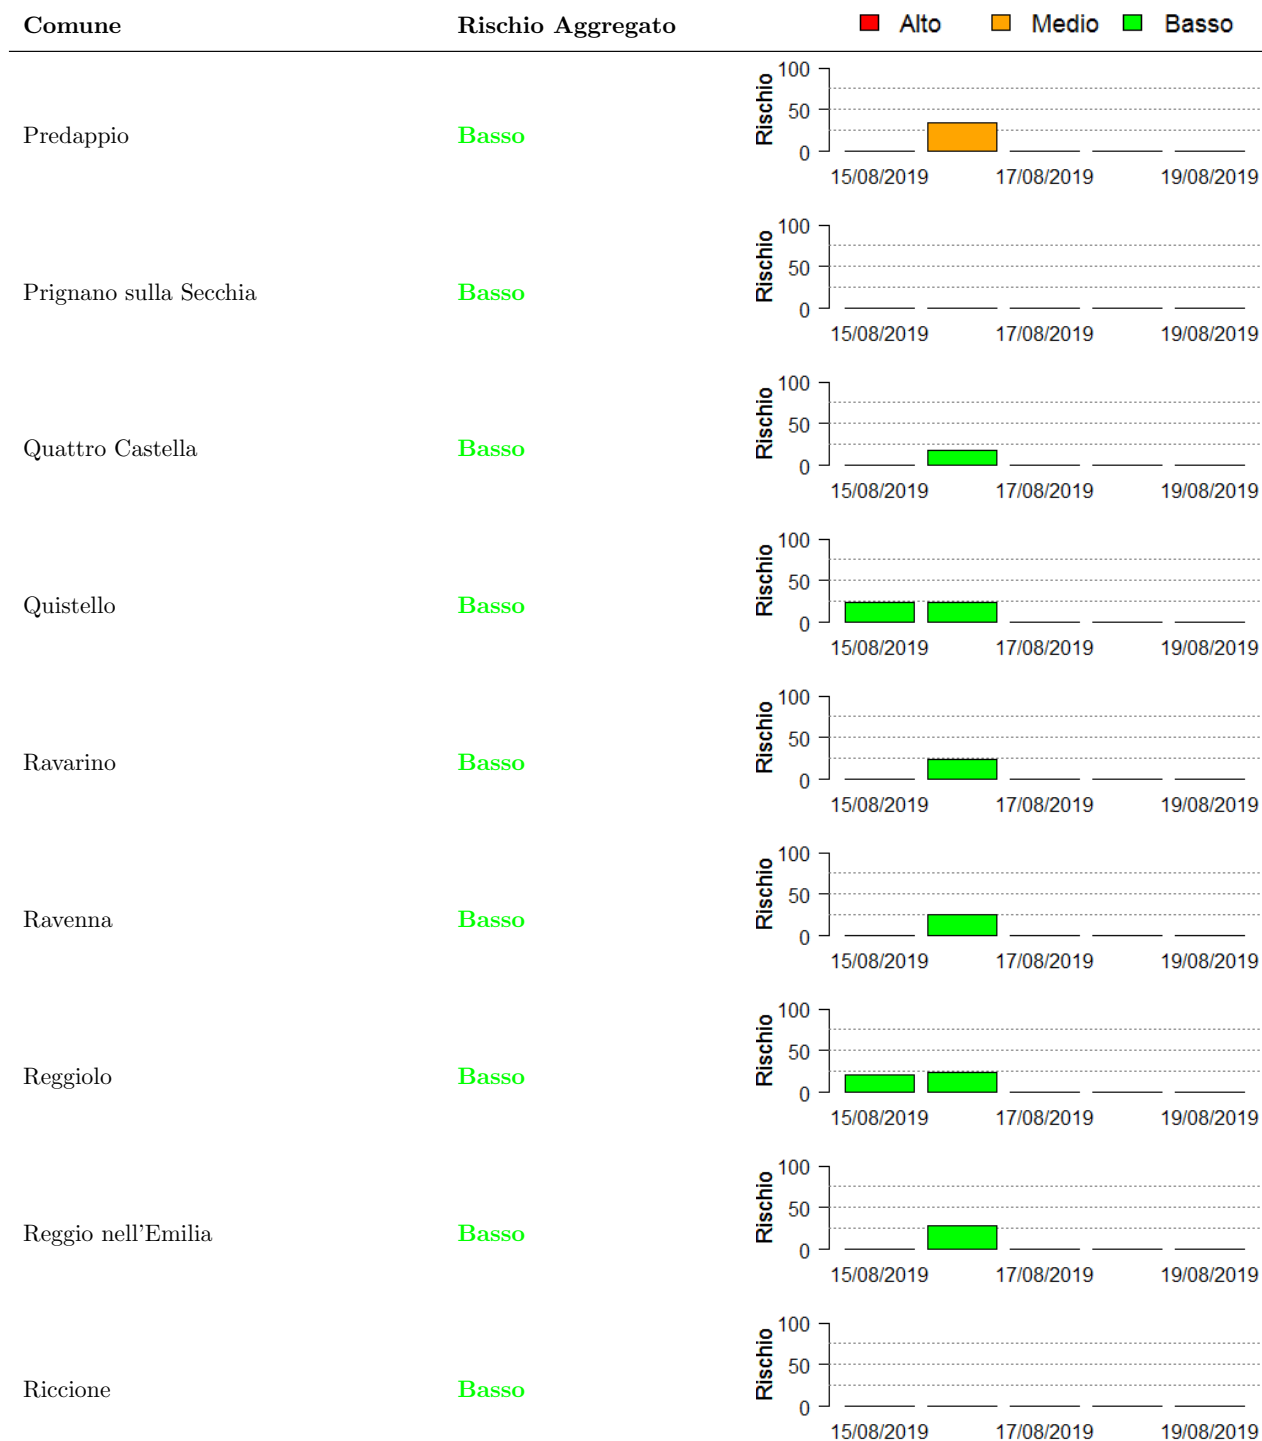 Comune Rischio Aggregato Alto Medio Basso
100
50
0
Rischio
Predappio Basso
15/08/2019 17/08/2019 19/08/2019
100
50
0
Rischio
Prignano sulla Secchia Basso
15/08/2019 17/08/2019 19/08/2019
100
50
0
Rischio
Quattro Castella Basso
15/08/2019 17/08/2019 19/08/2019
100
50
0
Rischio
Quistello Basso
15/08/2019 17/08/2019 19/08/2019
100
50
0
Rischio
Ravarino Basso
15/08/2019 17/08/2019 19/08/2019
100
50
0
Rischio
Ravenna Basso
15/08/2019 17/08/2019 19/08/2019
100
50
0
Rischio
Reggiolo Basso
15/08/2019 17/08/2019 19/08/2019
100
50
0
Rischio
Reggio nell'Emilia Basso
15/08/2019 17/08/2019 19/08/2019
100
50
0
Rischio
Riccione Basso
15/08/2019 17/08/2019 19/08/2019